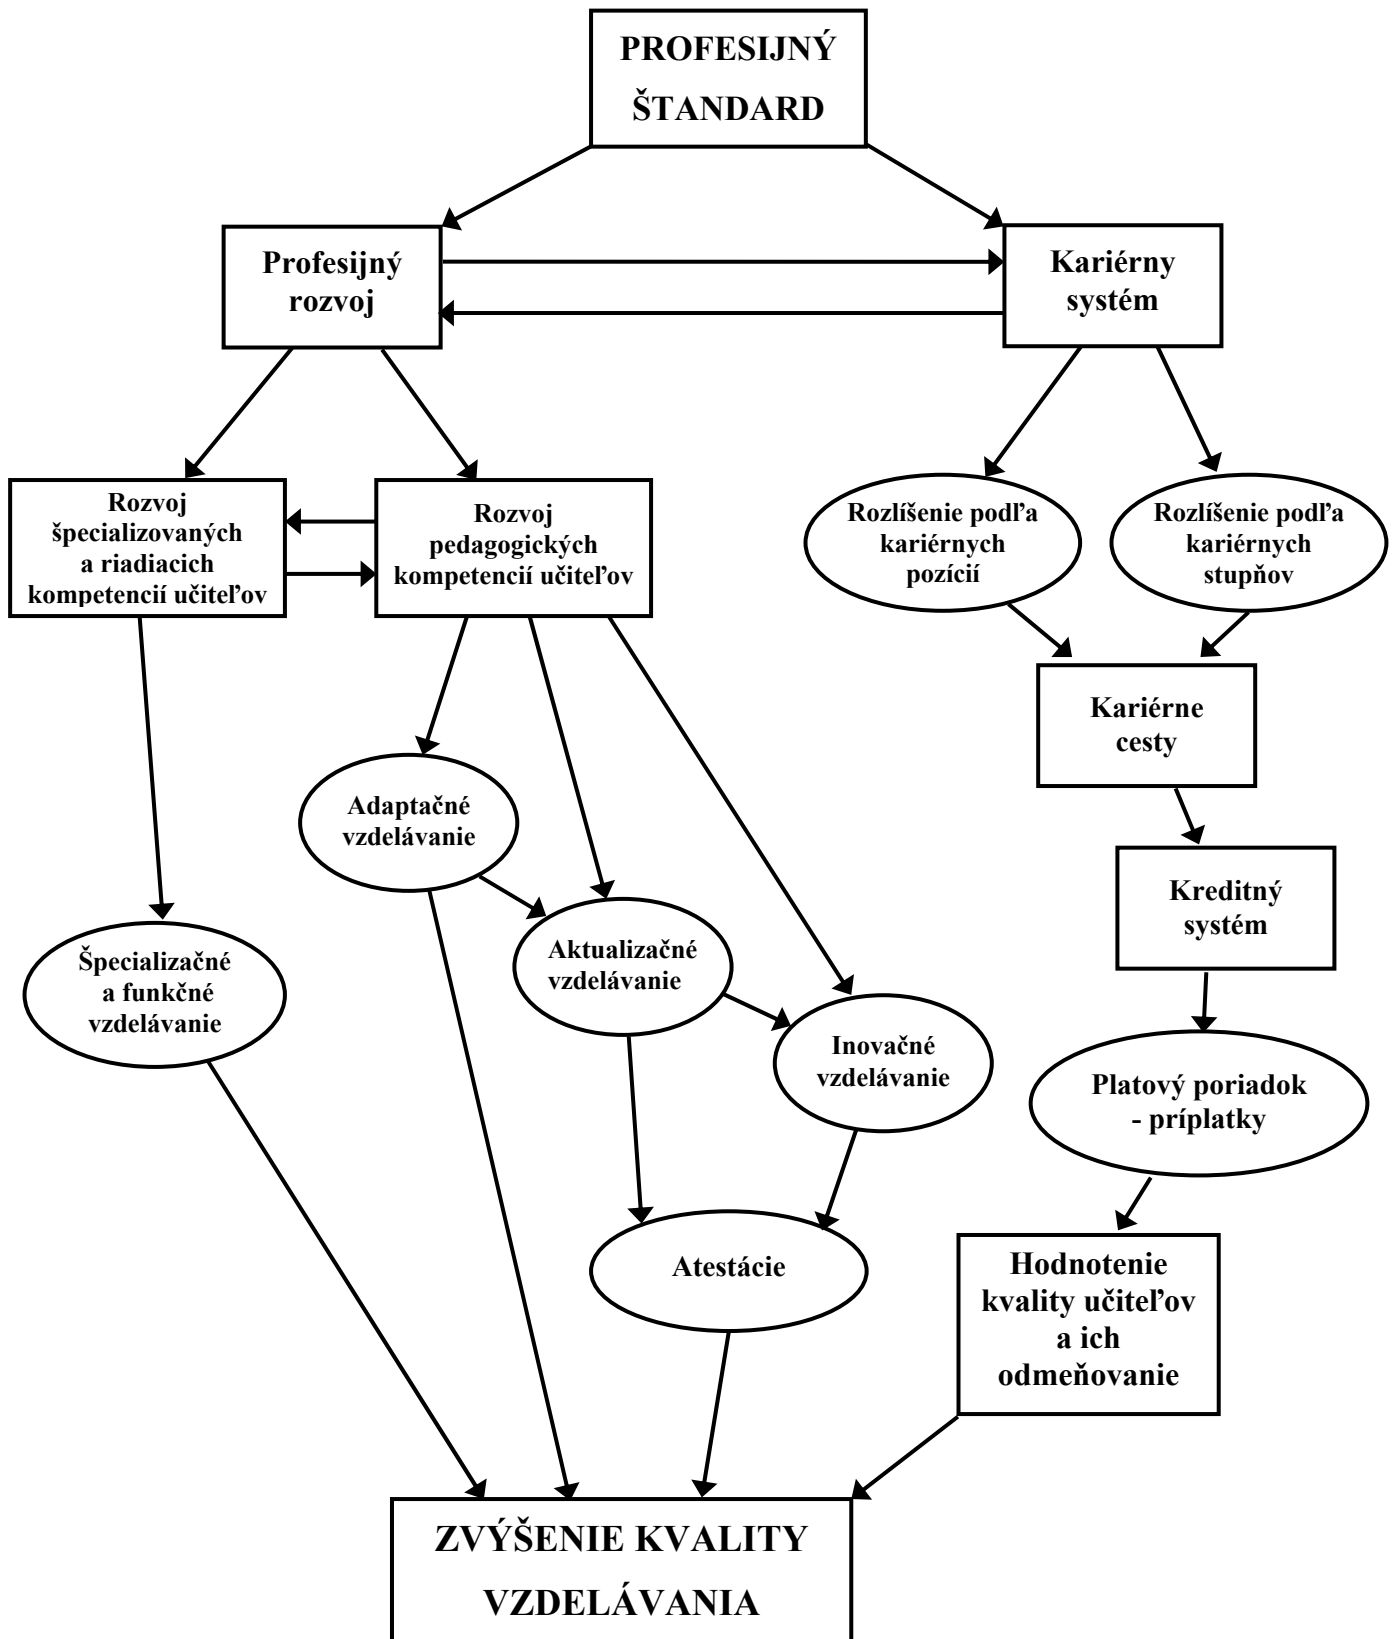 PROFESIJNÝ
ŠTANDARD
Profesijný
rozvoj
Kariérny
systém
Rozvoj
špecializovaných
a riadiacich
kompetencií učiteľov
Rozvoj
pedagogických
kompetencií učiteľov
Rozlíšenie podľa
kariérnych
pozícií
Rozlíšenie podľa
kariérnych
stupňov
Kariérne
cesty
Adaptačné
vzdelávanie
Kreditný
systém
Aktualizačné
vzdelávanie
Špecializačné
a funkčné
vzdelávanie
Inovačné
vzdelávanie
Platový poriadok
- príplatky
Atestácie
Hodnotenie
kvality učiteľov
a ich
odmeňovanie
ZVÝŠENIE KVALITY
VZDELÁVANIA